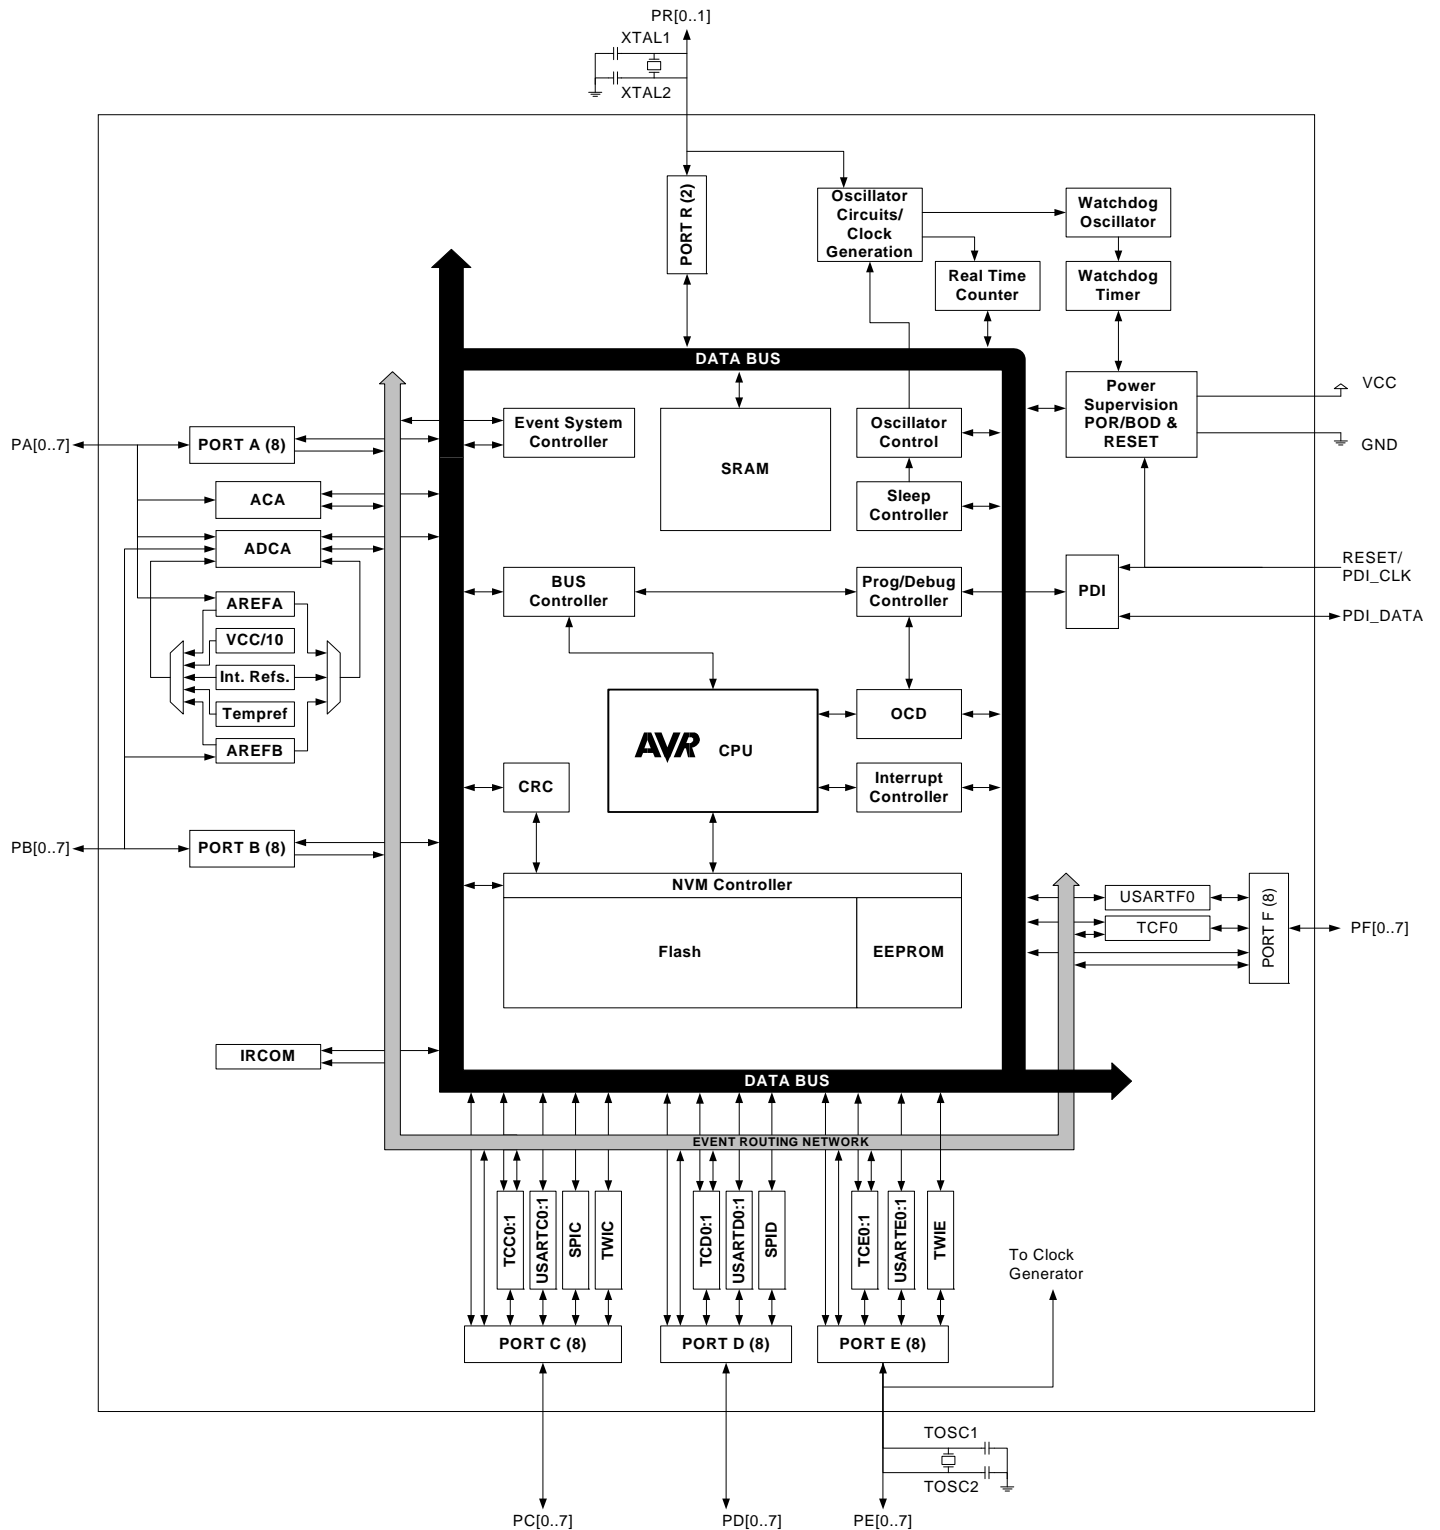 PR[0..1]
XTAL1
XTAL2
PORT R (2)
Oscillator
Circuits/
Clock
Generation
Watchdog
Oscillator
Real Time
Counter
Watchdog
Timer
DATA BUS
Power
Supervision
POR/BOD &
RESET
VCC
GND
Event System
Controller
SRAM
Oscillator
Control
Sleep
Controller
PA[0..7]
PORT A (8)
ACA
ADCA
AREFA
VCC/10
Int. Refs.
Tempref
AREFB
BUS
Controller
Prog/Debug
Controller
PDI
RESET/
PDI_CLK
PDI_DATA
AVR CPU
OCD
CRC
Interrupt
Controller
PB[0..7]
PORT B (8)
NVM Controller
Flash
EEPROM
USARTF0
TCF0
PORT F (8)
PF[0..7]
IRCOM
DATA BUS
EVENT ROUTING NETWORK
TCC0:1
USARTC0:1
SPIC
TWIC
TCD0:1
USARTD0:1
SPID
TCE0:1
USARTE0:1
TWIE
To Clock
Generator
PORT C (8)
PORT D (8)
PORT E (8)
TOSC1
TOSC2
PC[0..7]
PD[0..7]
PE[0..7]